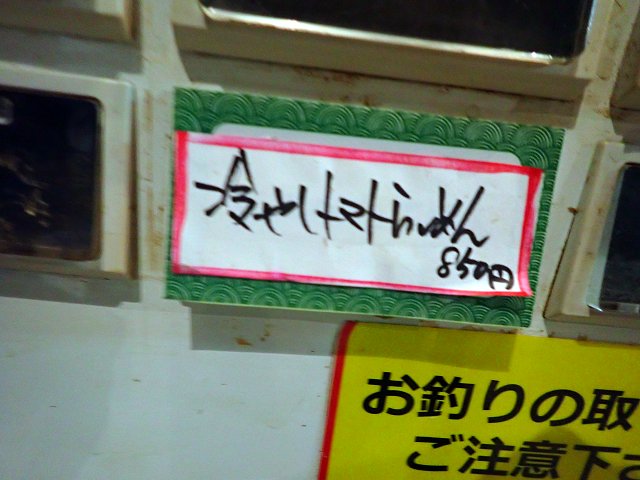 冷やしトマトらーめん
850円
お釣りの取
ご注意下さ